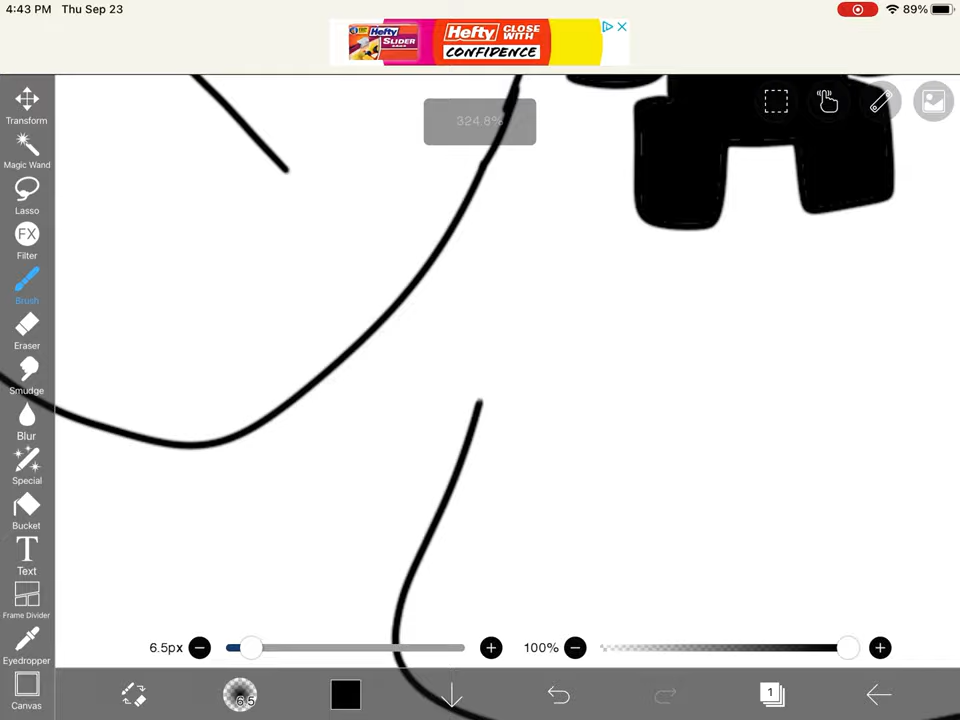 4:43 PM Thu Sep 23
89%
Hefty
SLIDER
Hefty
CLOSE
WITH
CONFIDENCE
324.8%
Transform
Magic Wand
Lasso
FX
Filter
Brush
Eraser
Smudge
Blur
Special
Bucket
T
Text
Frame Divider
Eyedropper
Canvas
6.5px
100%
6.5
1